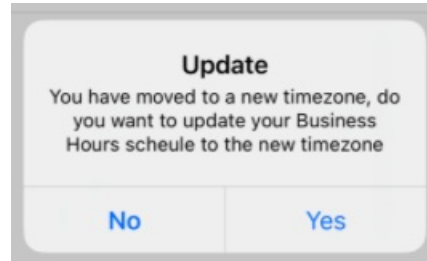 Update
You have moved to a new timezone, do
you want to update your Business
Hours scheule to the new timezone
No
Yes